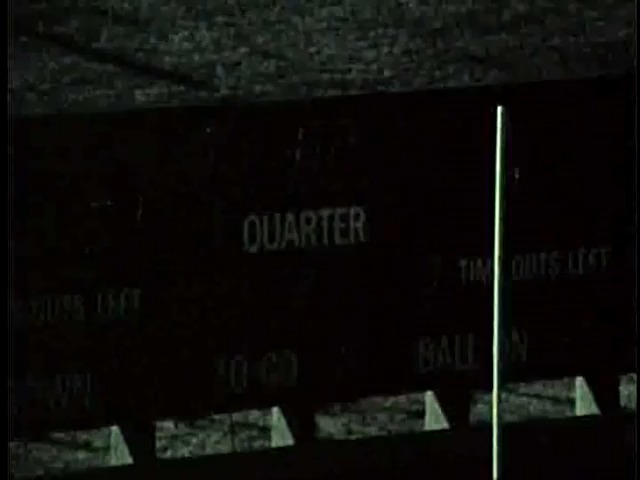 QUARTER
OUTS LEFT
TIME OUTS LEFT
TO GO
BALL ON